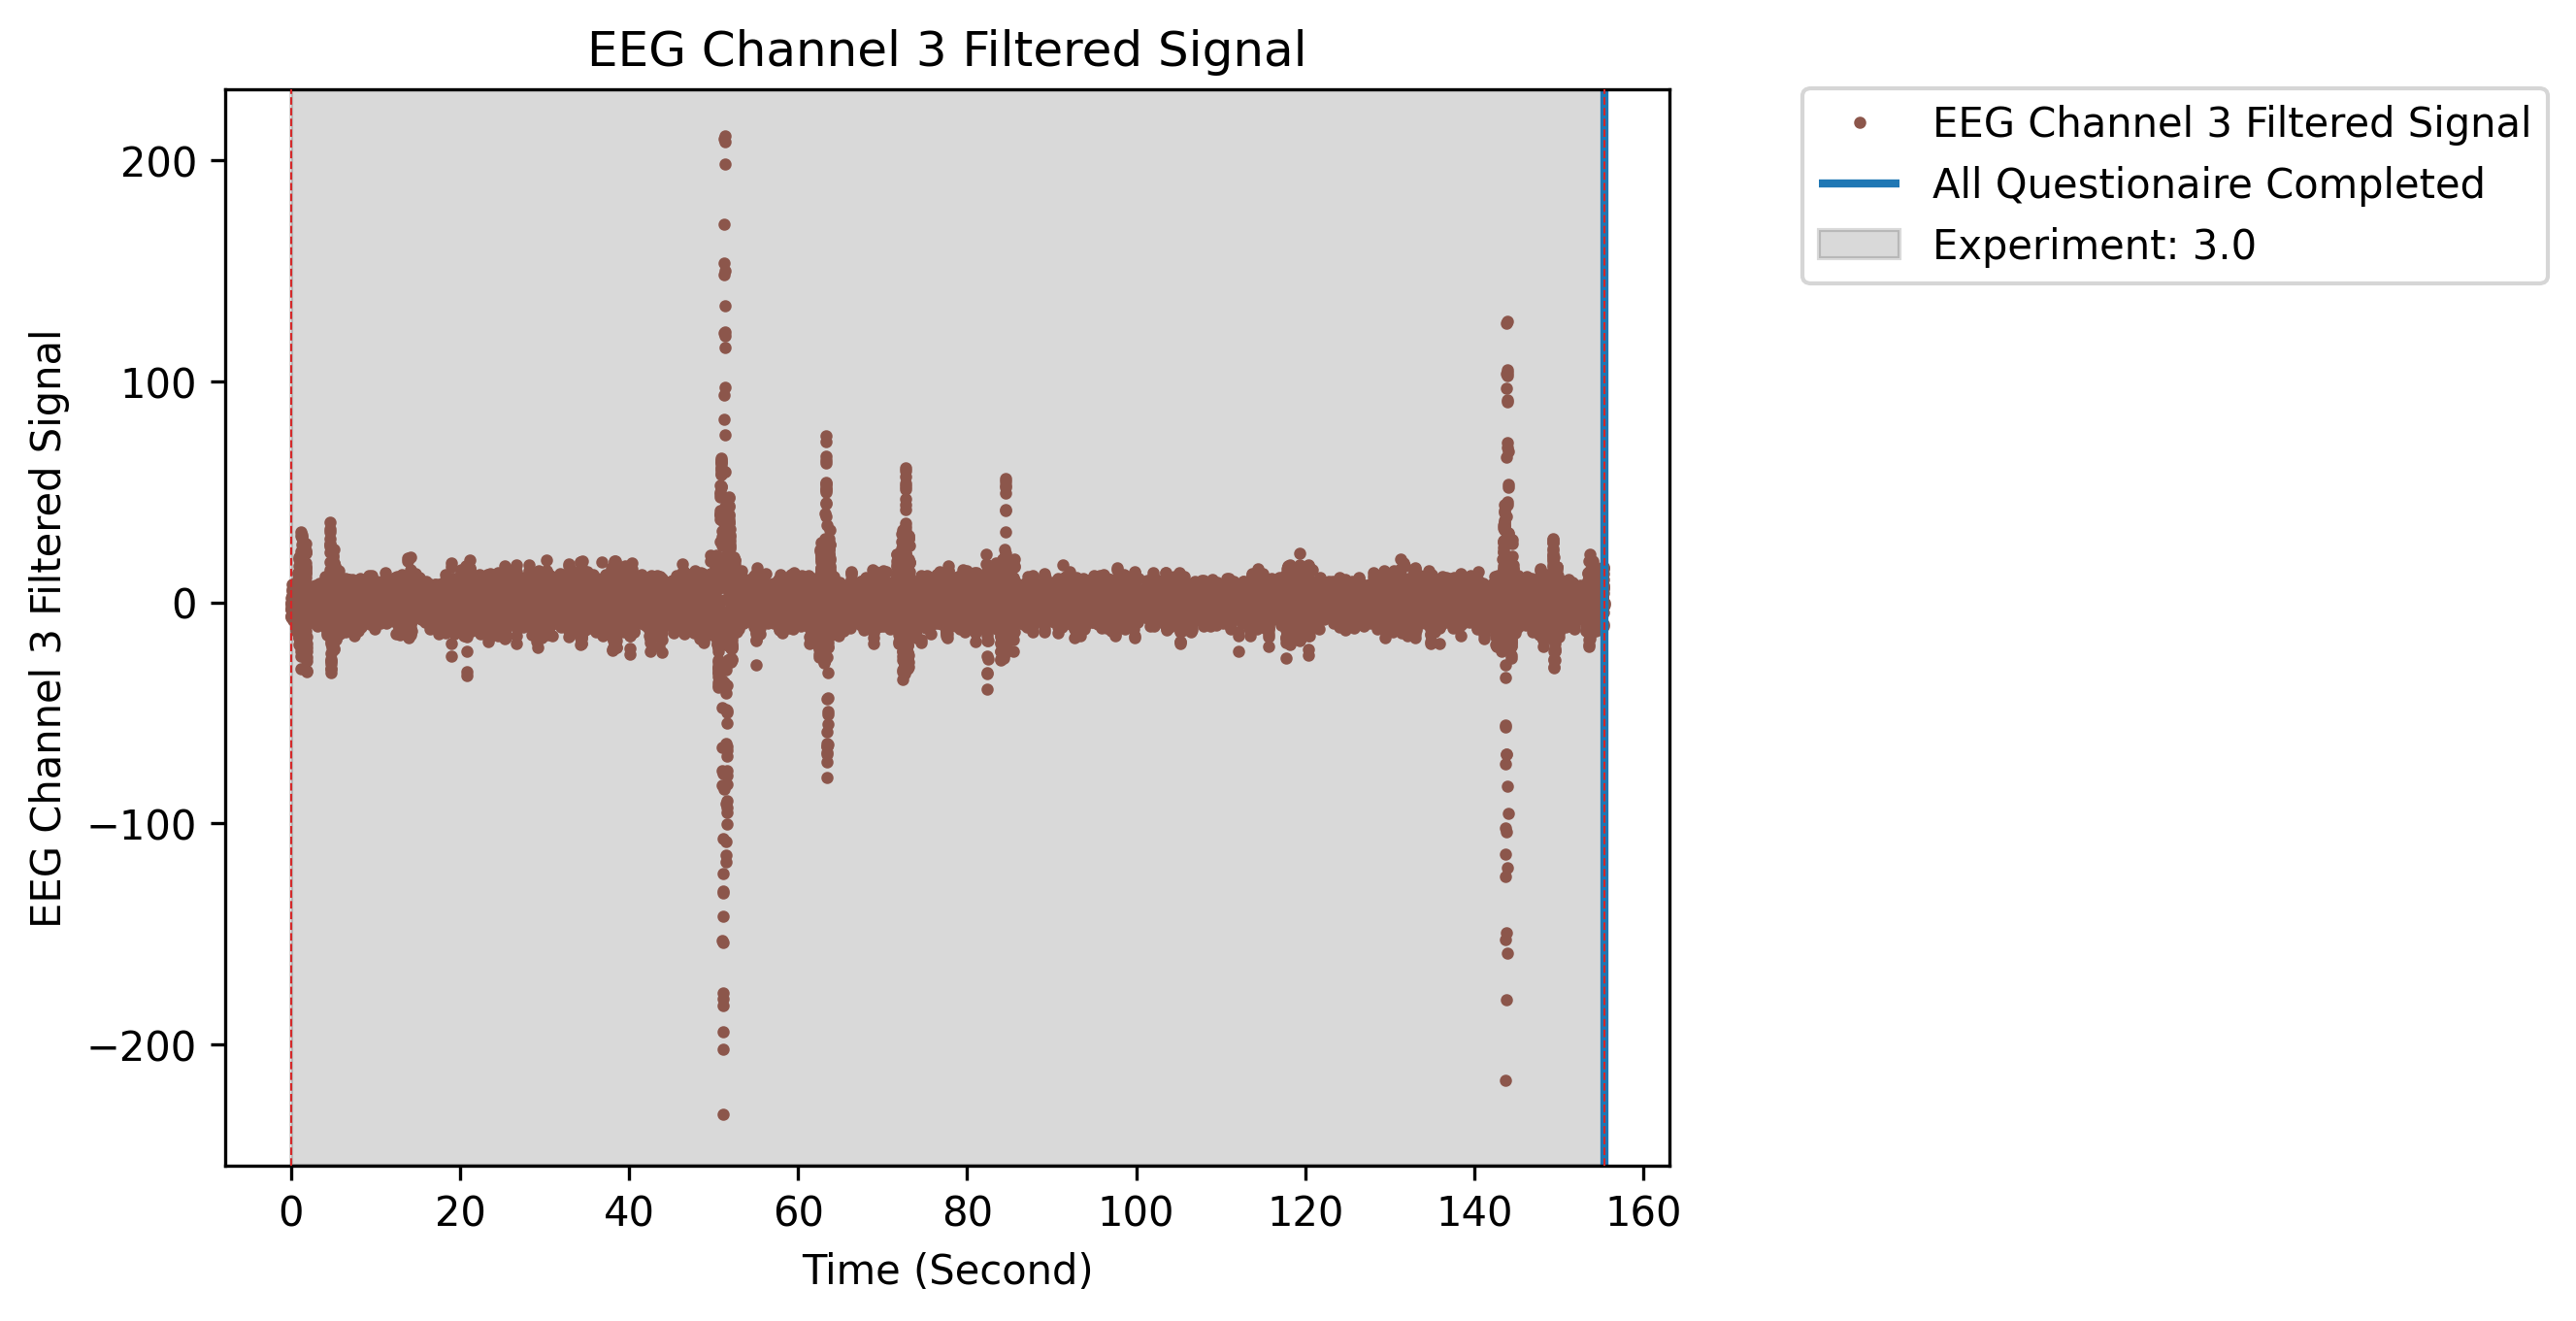 EEG Channel 3 Filtered Signal
EEG Channel 3 Filtered Signal
All Questionaire Completed
Experiment: 3.0
EEG Channel 3 Filtered Signal
200
100
0
−100
−200
0 20 40 60 80 100 120 140 160
Time (Second)